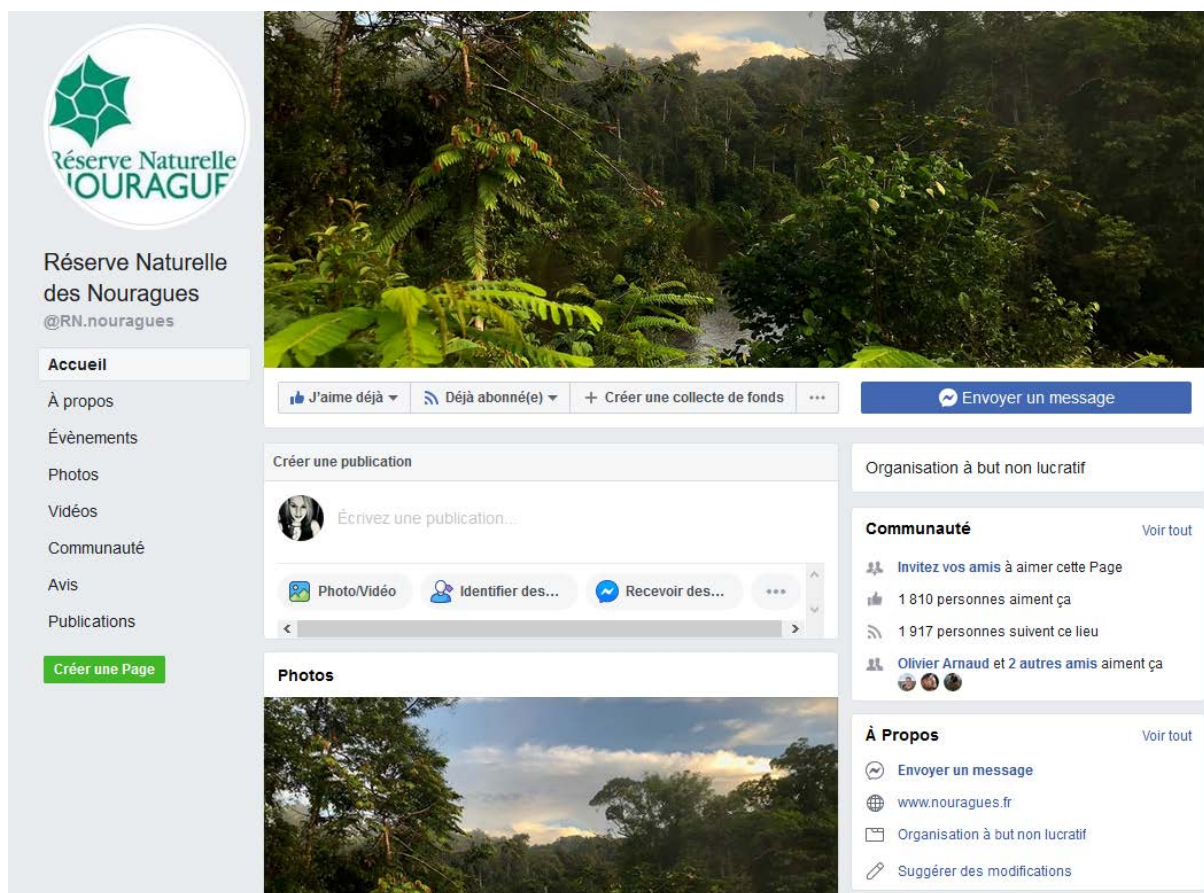 Réserve Naturelle
NOURAGUE
Réserve Naturelle
des Nouragues
@RN.nouragues
Accueil
À propos
Évènements
Photos
Vidéos
Communauté
Avis
Publications
Créer une Page
J'aime déjà
Déjà abonné(e)
+ Créer une collecte de fonds
...
Envoyer un message
Créer une publication
Écrivez une publication...
Photo/Vidéo
Identifier des...
Recevoir des...
...
Photos
Organisation à but non lucratif
Communauté
Voir tout
Invitez vos amis à aimer cette Page
1 810 personnes aiment ça
1 917 personnes suivent ce lieu
Olivier Arnaud et 2 autres amis aiment ça
À Propos
Voir tout
Envoyer un message
www.nouragues.fr
Organisation à but non lucratif
Suggérer des modifications